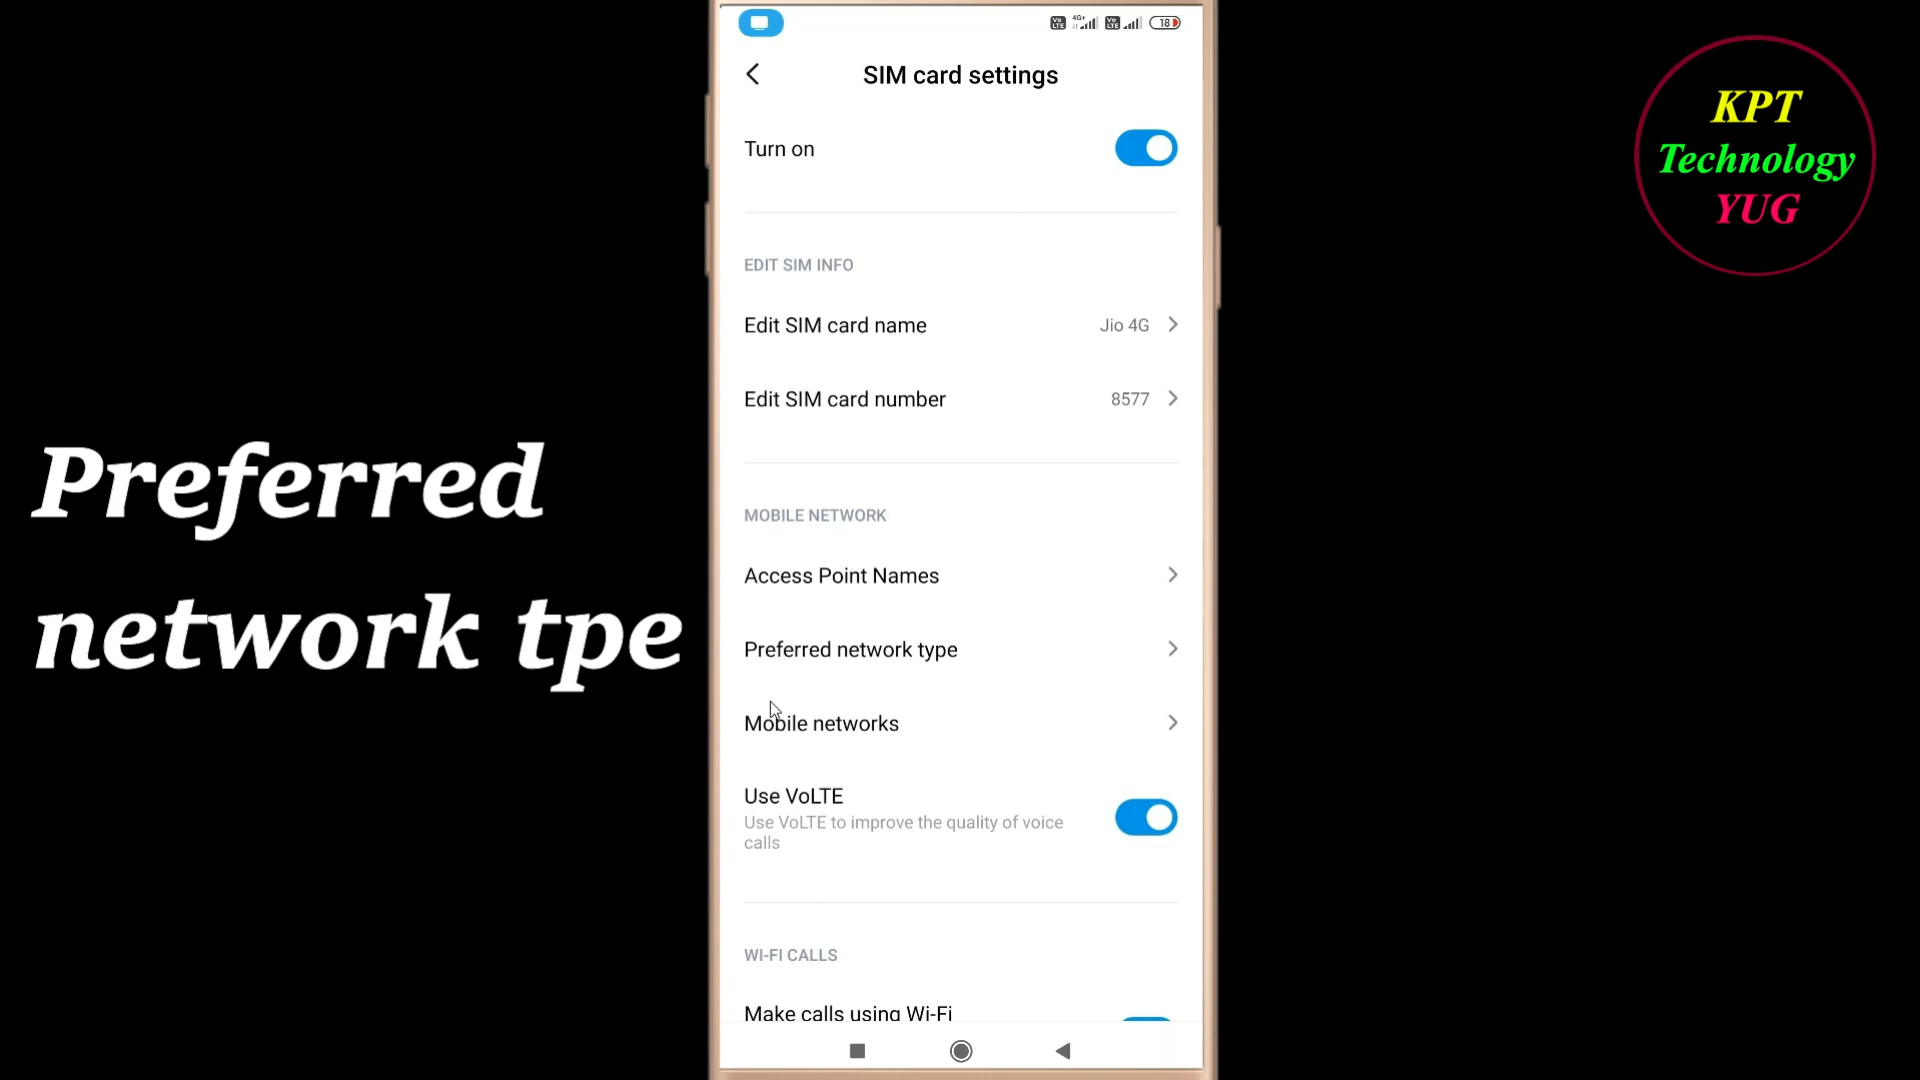 18
SIM card settings
Turn on
EDIT SIM INFO
Edit SIM card name
Jio 4G
Edit SIM card number
8577
MOBILE NETWORK
Access Point Names
Preferred network type
Mobile networks
Use VoLTE
Use VoLTE to improve the quality of voice
calls
WI-FI CALLS
Make calls using Wi-Fi
Preferred
network tpe
KPT
Technology
YUG